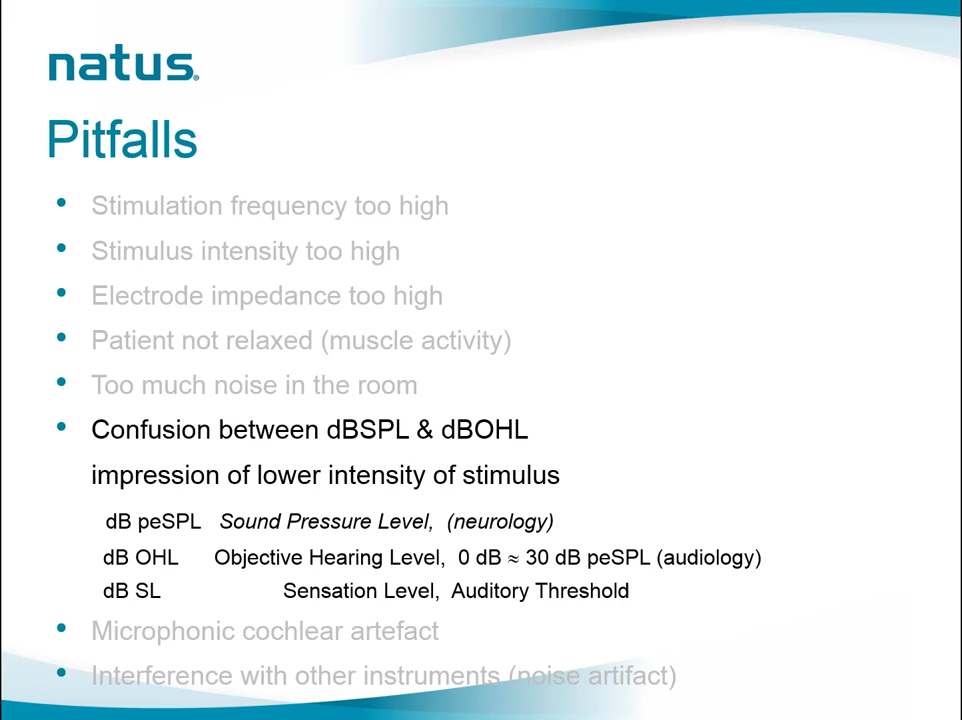 natus®
Pitfalls
• Stimulation frequency too high
• Stimulus intensity too high
• Electrode impedance too high
• Patient not relaxed (muscle activity)
• Too much noise in the room
• Confusion between dBSPL & dBOHL
impression of lower intensity of stimulus
dB peSPL Sound Pressure Level, (neurology)
dB OHL Objective Hearing Level, 0 dB ≈ 30 dB peSPL (audiology)
dB SL Sensation Level, Auditory Threshold
• Microphonic cochlear artefact
• Interference with other instruments (noise artifact)